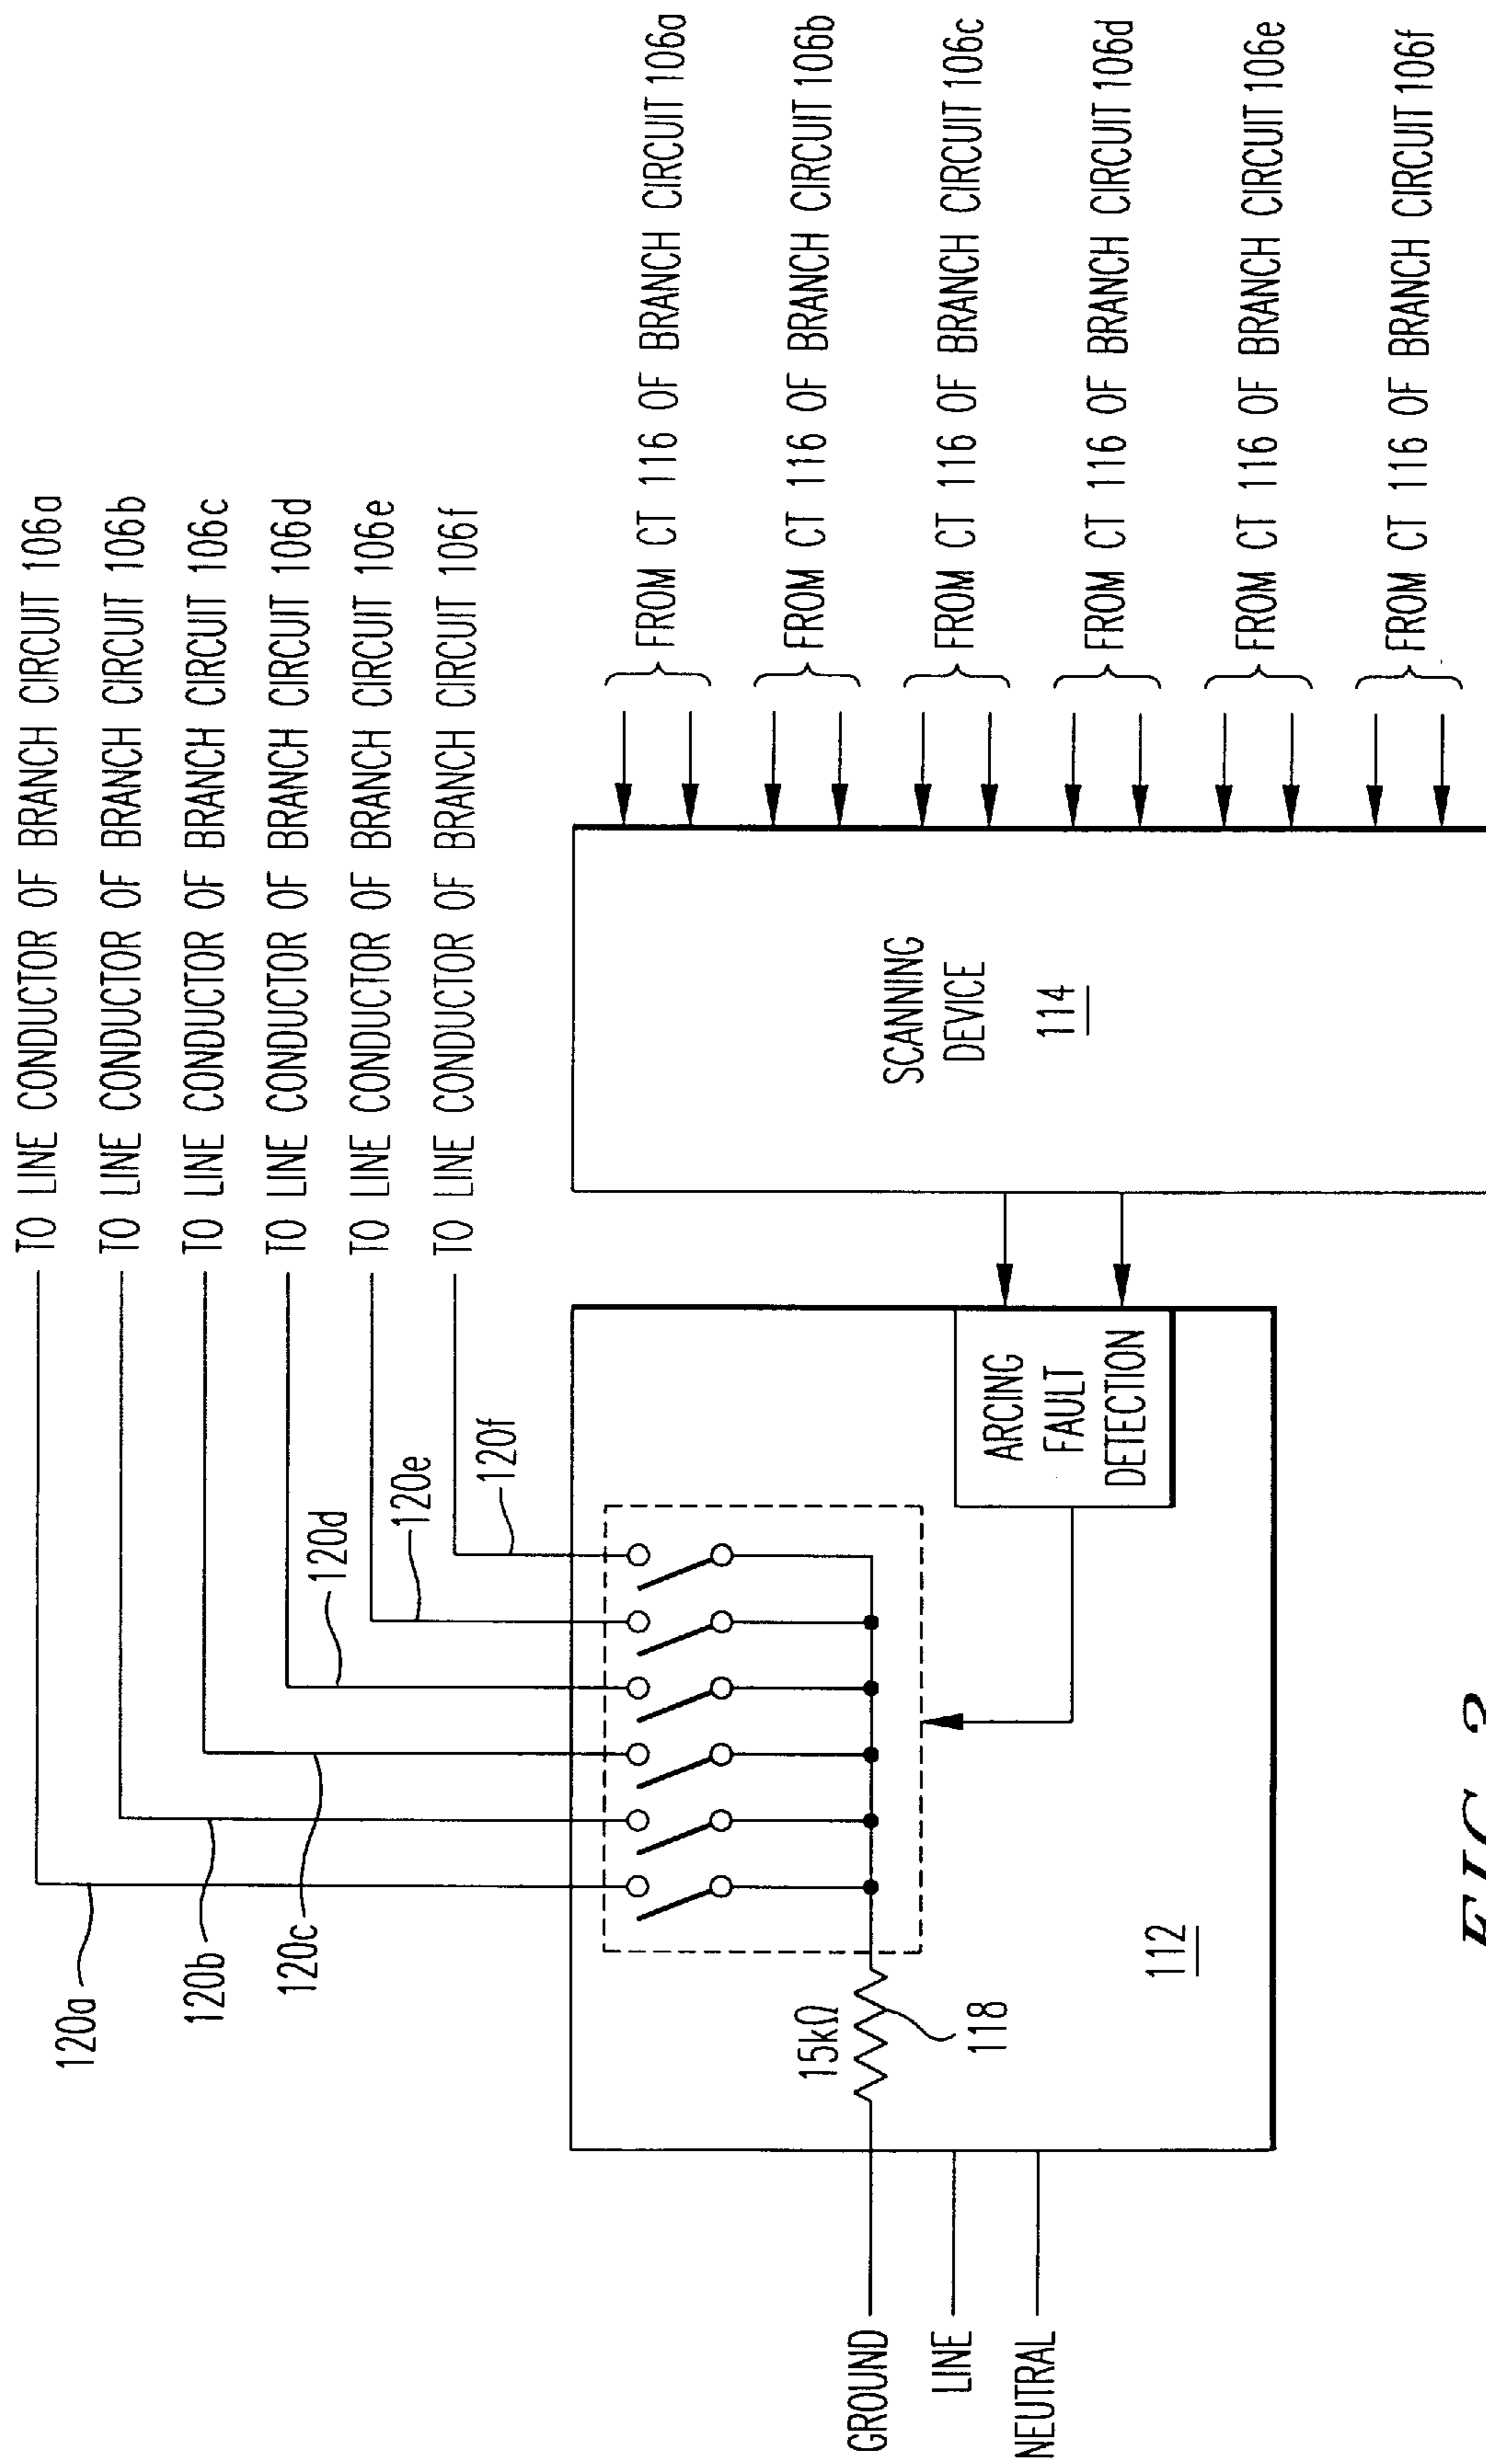 TO LINE CONDUCTOR OF BRANCH CIRCUIT 106a
TO LINE CONDUCTOR OF BRANCH CIRCUIT 106b
TO LINE CONDUCTOR OF BRANCH CIRCUIT 106c
TO LINE CONDUCTOR OF BRANCH CIRCUIT 106d
TO LINE CONDUCTOR OF BRANCH CIRCUIT 106e
TO LINE CONDUCTOR OF BRANCH CIRCUIT 106f
120a
120b
120c
120d
120e
120f
FROM CT 116 OF BRANCH CIRCUIT 106a
FROM CT 116 OF BRANCH CIRCUIT 106b
FROM CT 116 OF BRANCH CIRCUIT 106c
FROM CT 116 OF BRANCH CIRCUIT 106d
FROM CT 116 OF BRANCH CIRCUIT 106e
FROM CT 116 OF BRANCH CIRCUIT 106f
SCANNING
DEVICE
114
ARCING
FAULT
DETECTION
15kΩ
118
112
GROUND
LINE
NEUTRAL
FIG. 3